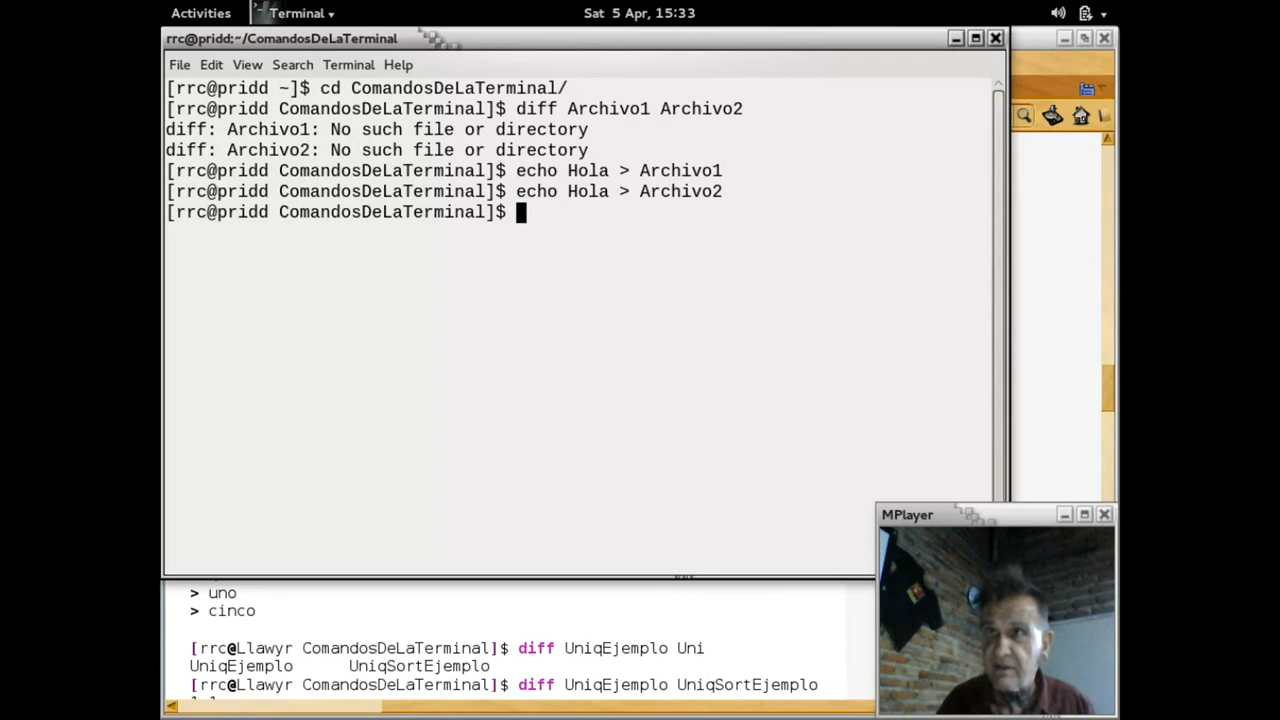 Activities
Terminal
Sat 5 Apr, 15:33
rrc@pridd:~/ComandosDeLaTerminal
File Edit View Search Terminal Help
[rrc@pridd ~]$ cd ComandosDeLaTerminal/
[rrc@pridd ComandosDeLaTerminal]$ diff Archivo1 Archivo2
diff: Archivo1: No such file or directory
diff: Archivo2: No such file or directory
[rrc@pridd ComandosDeLaTerminal]$ echo Hola > Archivo1
[rrc@pridd ComandosDeLaTerminal]$ echo Hola > Archivo2
[rrc@pridd ComandosDeLaTerminal]$
MPlayer
> uno
> cinco
[rrc@Llawyr ComandosDeLaTerminal]$ diff UniqEjemplo Uni
UniqEjemplo UniqSortEjemplo
[rrc@Llawyr ComandosDeLaTerminal]$ diff UniqEjemplo UniqSortEjemplo